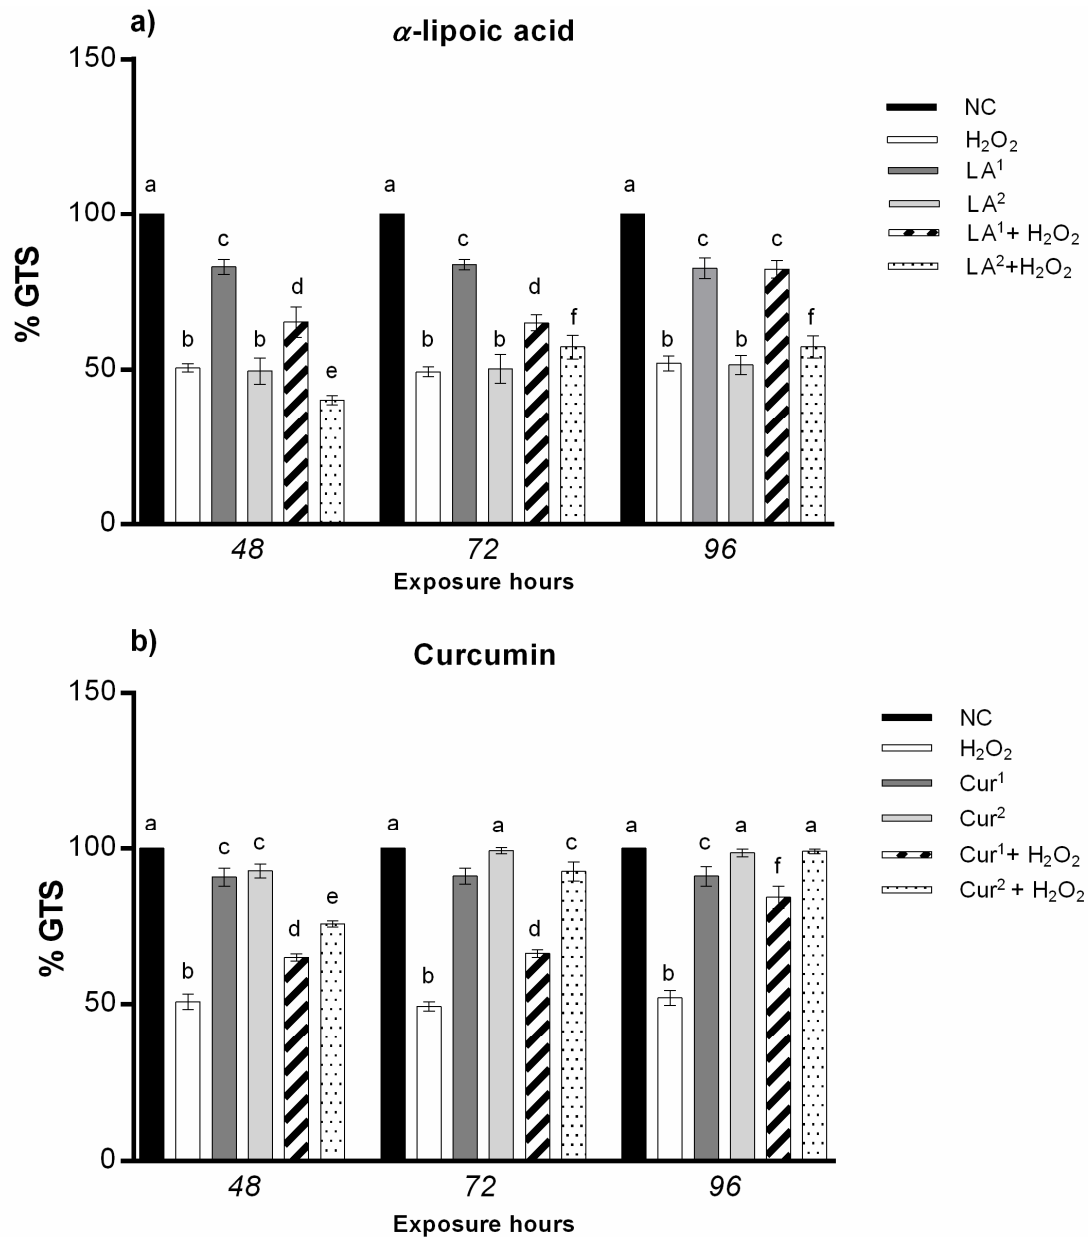 a)
α-lipoic acid
150
100
50
0
% GTS
a b c b d e
a b c b d f
a b c b c f
48 72 96
Exposure hours
NC
H₂O₂
LA¹
LA²
LA¹+ H₂O₂
LA²+H₂O₂
b)
Curcumin
150
100
50
0
% GTS
a b c c d e
a b a d c
a b c a f a
48 72 96
Exposure hours
NC
H₂O₂
Cur¹
Cur²
Cur¹+ H₂O₂
Cur² + H₂O₂